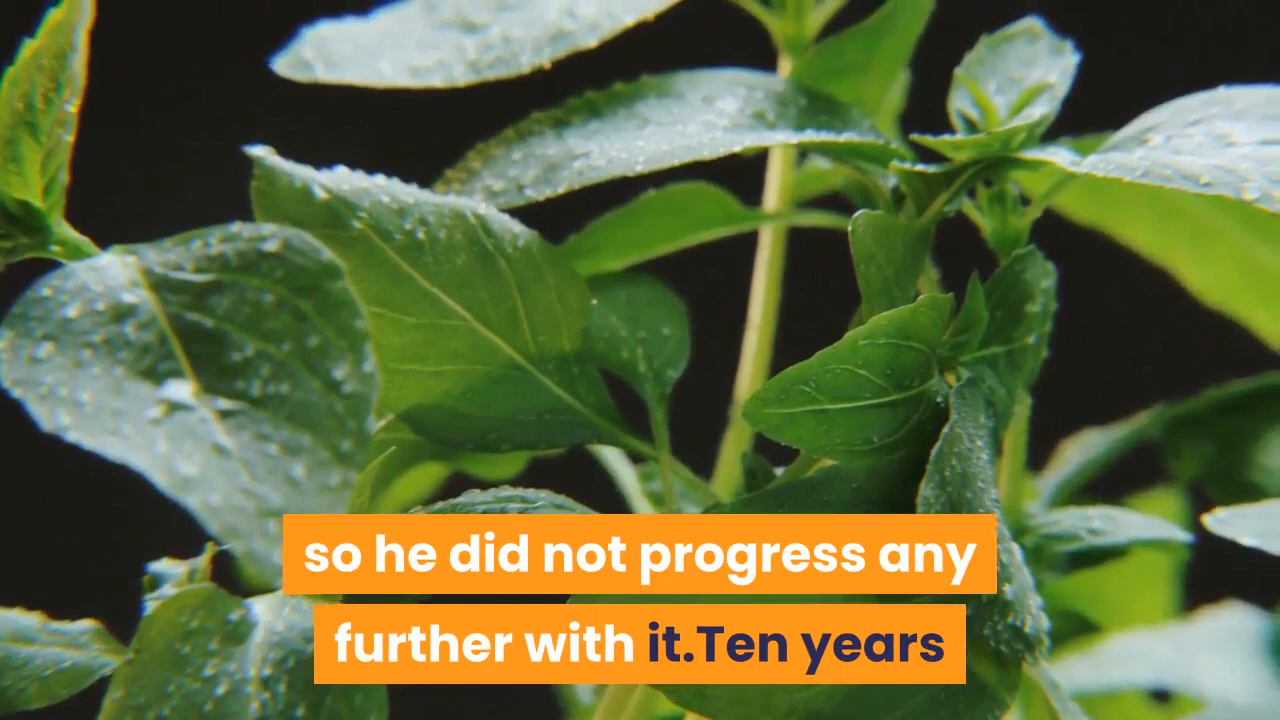 so he did not progress any
further with it.Ten years